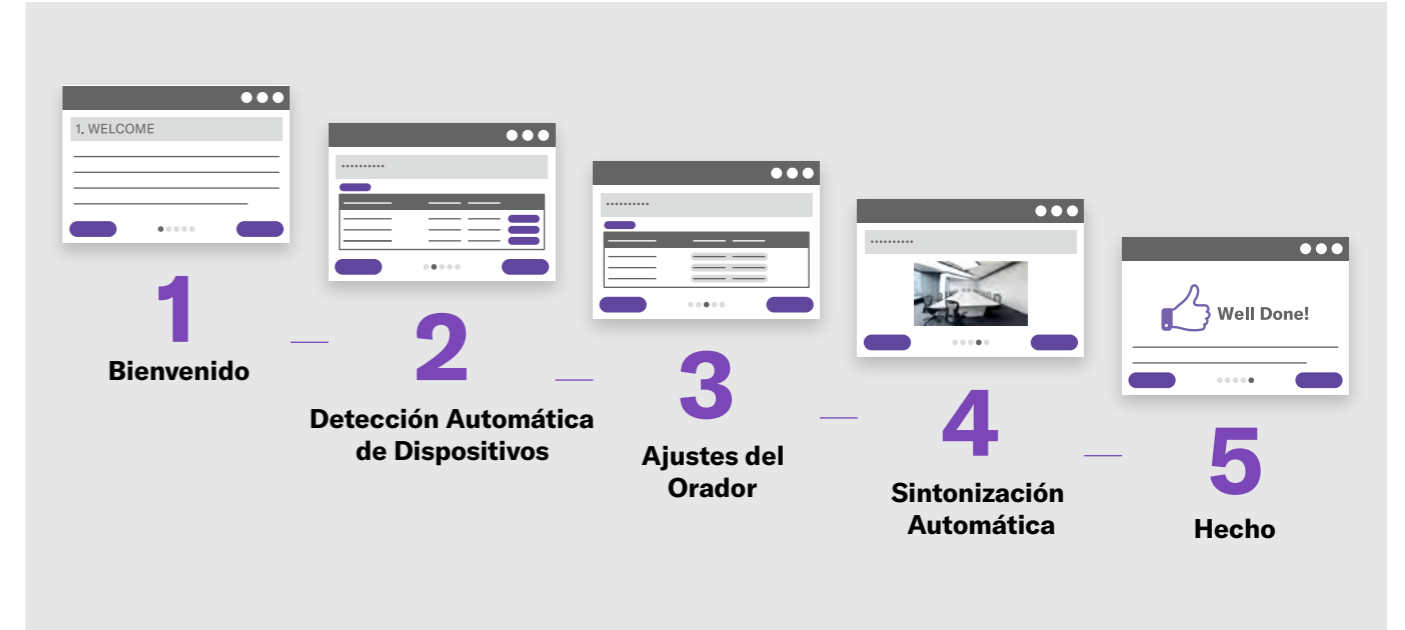 1. WELCOME
1
Bienvenido
2
Detección Automática
de Dispositivos
3
Ajustes del
Orador
4
Sintonización
Automática
Well Done!
5
Hecho